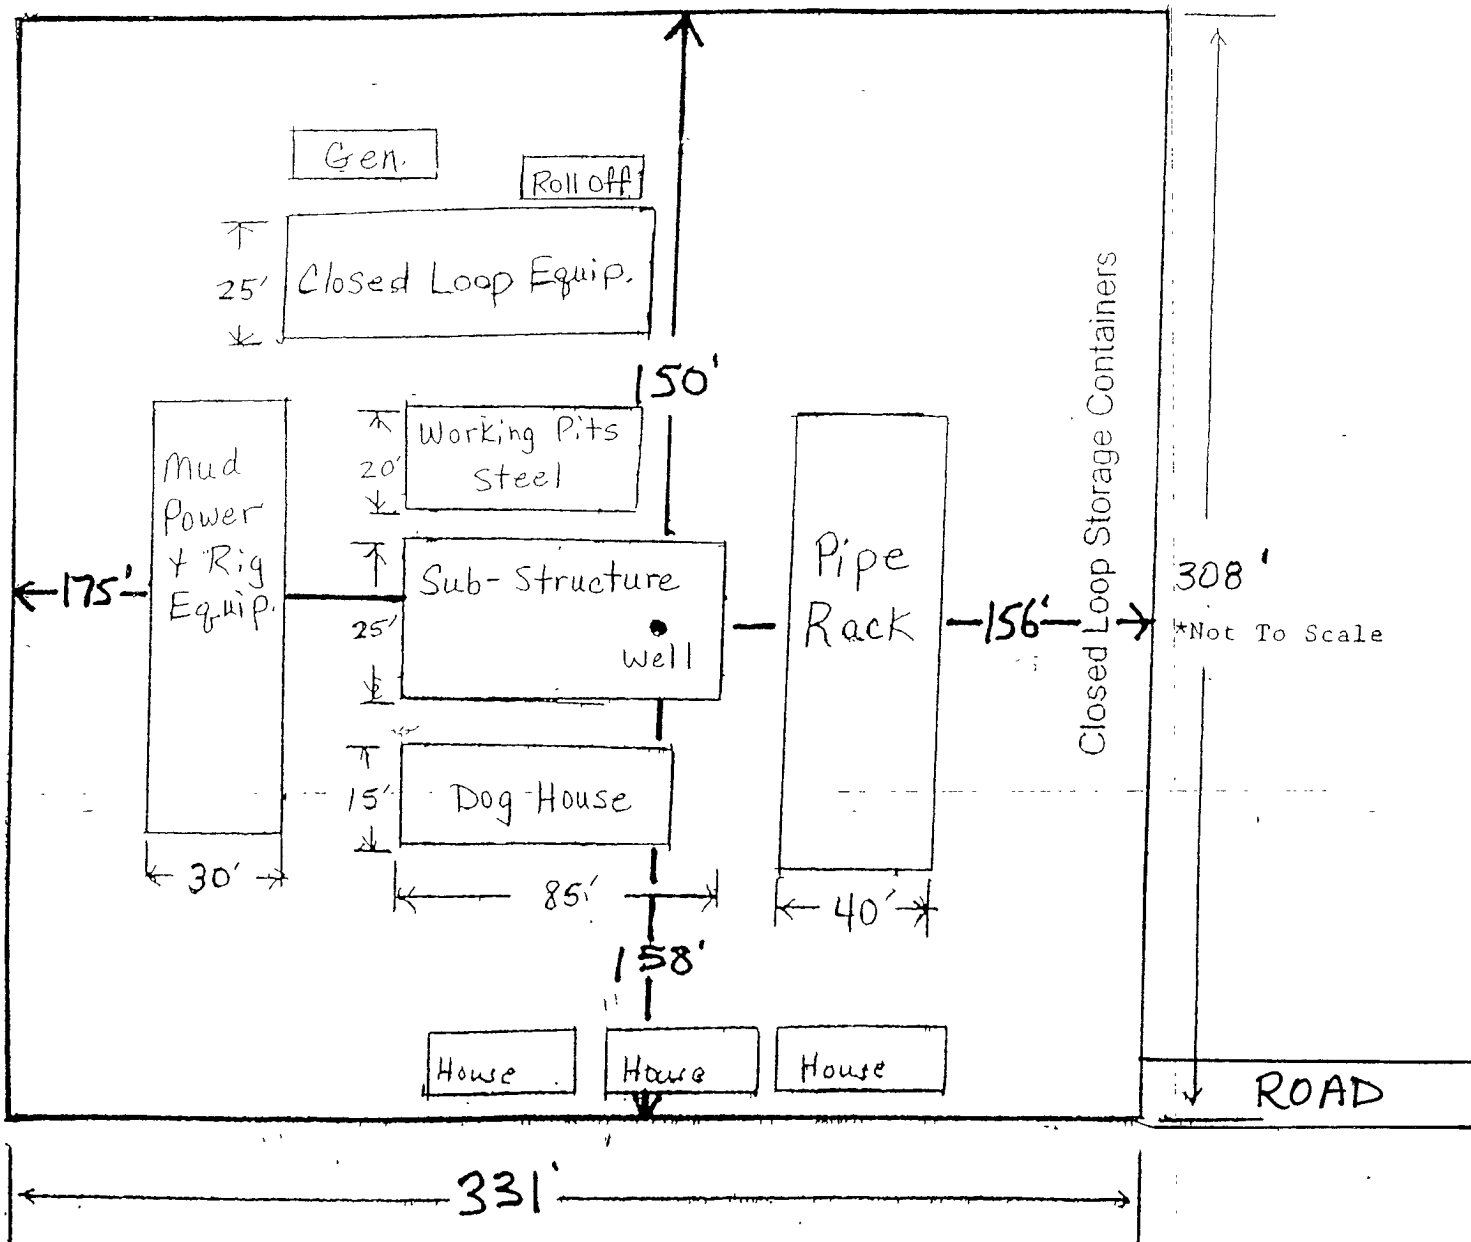 Gen.
Roll off
25'
Closed Loop Equip.
150'
Working Pits
Steel
20'
Mud
Power
+ Rig
Equip.
175'
Sub-Structure
25'
Well
Pipe
Rack
156'
Closed Loop Storage Containers
308'
*Not To Scale
15'
Dog House
30'
85'
40'
158'
House
House
House
ROAD
331'